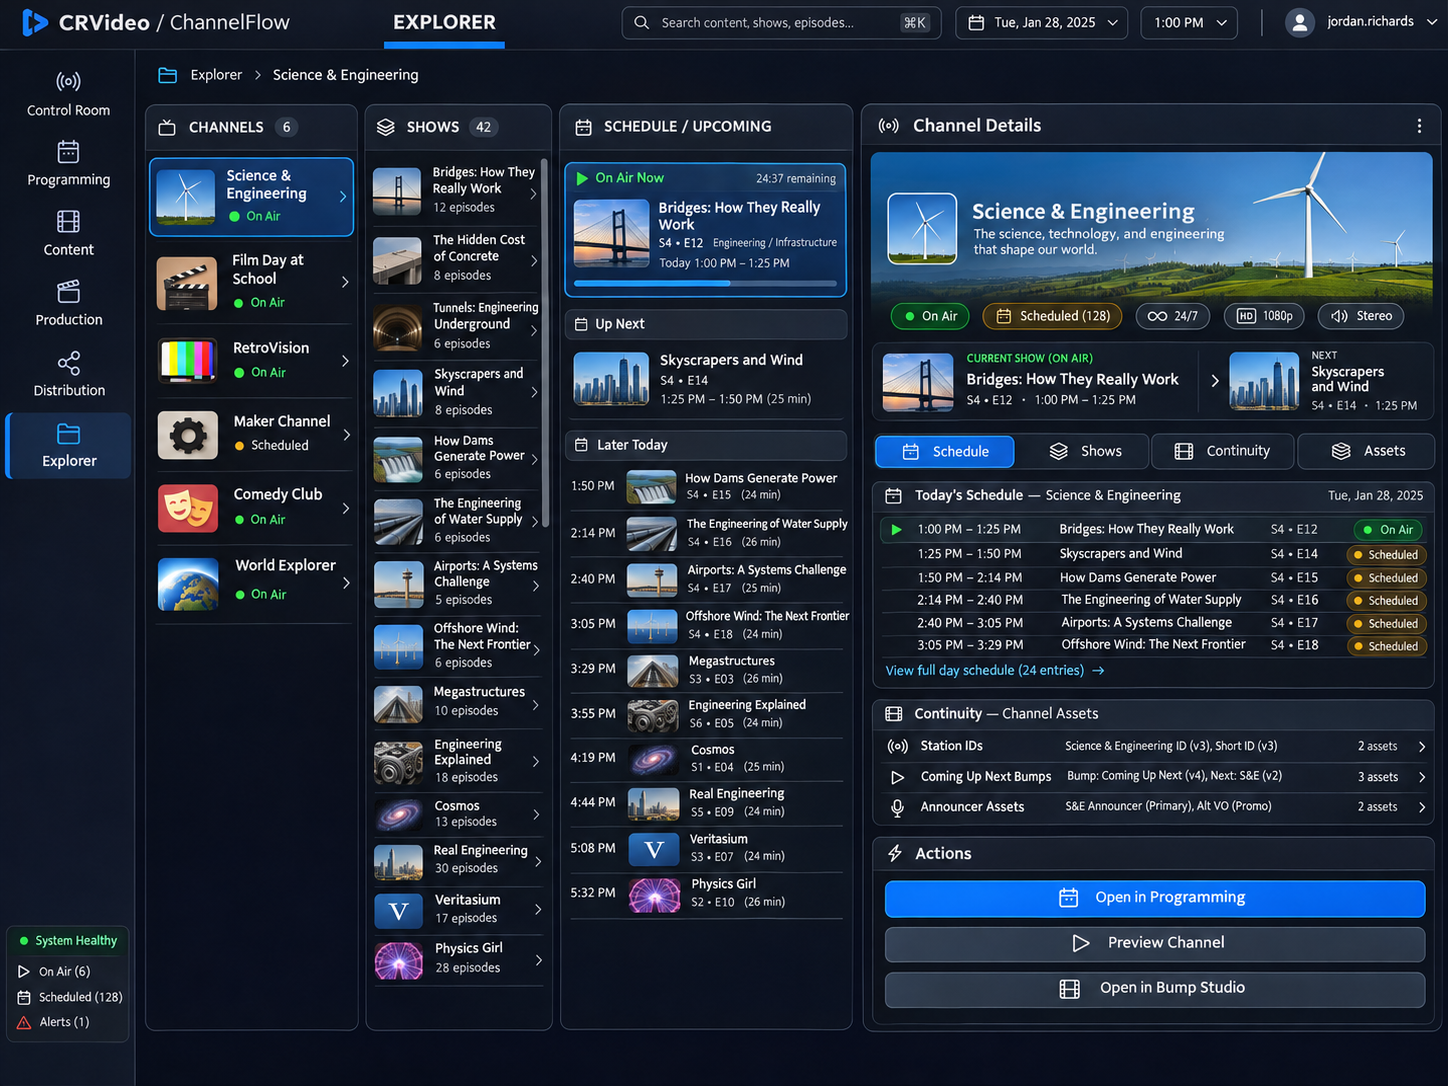 CRVideo / ChannelFlow
EXPLORER
Search content, shows, episodes...
⌘K
Tue, Jan 28, 2025
1:00 PM
jordan.richards
Control Room
Programming
Content
Production
Distribution
Explorer
System Healthy
On Air (6)
Scheduled (128)
Alerts (1)
Explorer > Science & Engineering
CHANNELS 6
Science &
Engineering
On Air
Film Day at
School
On Air
RetroVision
On Air
Maker Channel
Scheduled
Comedy Club
On Air
World Explorer
On Air
SHOWS 42
Bridges: How They
Really Work
12 episodes
The Hidden Cost
of Concrete
8 episodes
Tunnels: Engineering
Underground
6 episodes
Skyscrapers and
Wind
8 episodes
How Dams
Generate Power
6 episodes
The Engineering
of Water Supply
6 episodes
Airports: A Systems
Challenge
5 episodes
Offshore Wind:
The Next Frontier
6 episodes
Megastructures
10 episodes
Engineering
Explained
18 episodes
Cosmos
13 episodes
Real Engineering
30 episodes
V
Veritasium
17 episodes
Physics Girl
28 episodes
SCHEDULE / UPCOMING
On Air Now
24:37 remaining
Bridges: How They Really
Work
S4 • E12 Engineering / Infrastructure
Today 1:00 PM – 1:25 PM
Up Next
Skyscrapers and Wind
S4 • E14
1:25 PM – 1:50 PM (25 min)
Later Today
1:50 PM
How Dams Generate Power
S4 • E15 (24 min)
2:14 PM
The Engineering of Water Supply
S4 • E16 (26 min)
2:40 PM
Airports: A Systems Challenge
S4 • E17 (25 min)
3:05 PM
Offshore Wind: The Next Frontier
S4 • E18 (24 min)
3:29 PM
Megastructures
S3 • E03 (26 min)
3:55 PM
Engineering Explained
S6 • E05 (24 min)
4:19 PM
Cosmos
S1 • E04 (25 min)
4:44 PM
Real Engineering
S5 • E09 (24 min)
5:08 PM
V
Veritasium
S3 • E07 (24 min)
5:32 PM
Physics Girl
S2 • E10 (26 min)
Channel Details
Science & Engineering
The science, technology, and engineering
that shape our world.
On Air
Scheduled (128)
24/7
HD 1080p
Stereo
CURRENT SHOW (ON AIR)
Bridges: How They Really Work
S4 • E12 · 1:00 PM – 1:25 PM
NEXT
Skyscrapers
and Wind
S4 • E14 · 1:25 PM
Schedule
Shows
Continuity
Assets
Today's Schedule — Science & Engineering
Tue, Jan 28, 2025
1:00 PM – 1:25 PM Bridges: How They Really Work S4 • E12 On Air
1:25 PM – 1:50 PM Skyscrapers and Wind S4 • E14 Scheduled
1:50 PM – 2:14 PM How Dams Generate Power S4 • E15 Scheduled
2:14 PM – 2:40 PM The Engineering of Water Supply S4 • E16 Scheduled
2:40 PM – 3:05 PM Airports: A Systems Challenge S4 • E17 Scheduled
3:05 PM – 3:29 PM Offshore Wind: The Next Frontier S4 • E18 Scheduled
View full day schedule (24 entries) →
Continuity — Channel Assets
Station IDs Science & Engineering ID (v3), Short ID (v3) 2 assets
Coming Up Next Bumps Bump: Coming Up Next (v4), Next: S&E (v2) 3 assets
Announcer Assets S&E Announcer (Primary), Alt VO (Promo) 2 assets
Actions
Open in Programming
Preview Channel
Open in Bump Studio